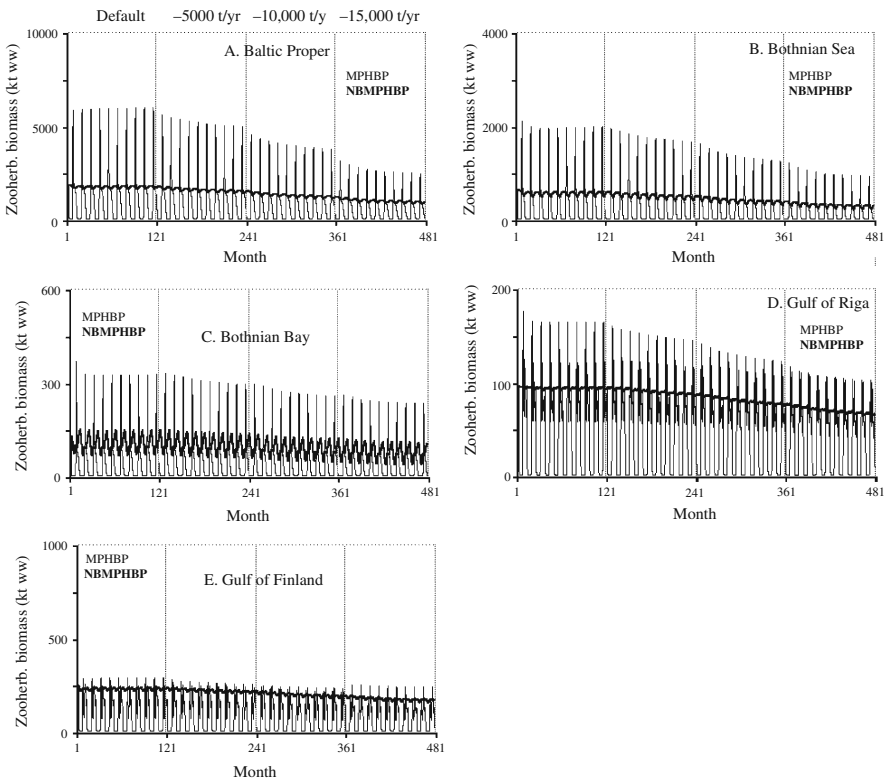 Default –5000 t/yr –10,000 t/y –15,000 t/yr
A. Baltic Proper
MPHBP
NBMPHBP
Zooherb. biomass (kt ww)
10000
5000
0
1 121 241 361 481
Month
B. Bothnian Sea
MPHBP
NBMPHBP
Zooherb. biomass (kt ww)
4000
2000
0
1 121 241 361 481
Month
C. Bothnian Bay
MPHBP
NBMPHBP
Zooherb. biomass (kt ww)
600
300
0
1 121 241 361 481
Month
D. Gulf of Riga
MPHBP
NBMPHBP
Zooherb. biomass (kt ww)
200
100
0
1 121 241 361 481
Month
E. Gulf of Finland
MPHBP
NBMPHBP
Zooherb. biomass (kt ww)
1000
500
0
1 121 241 361 481
Month